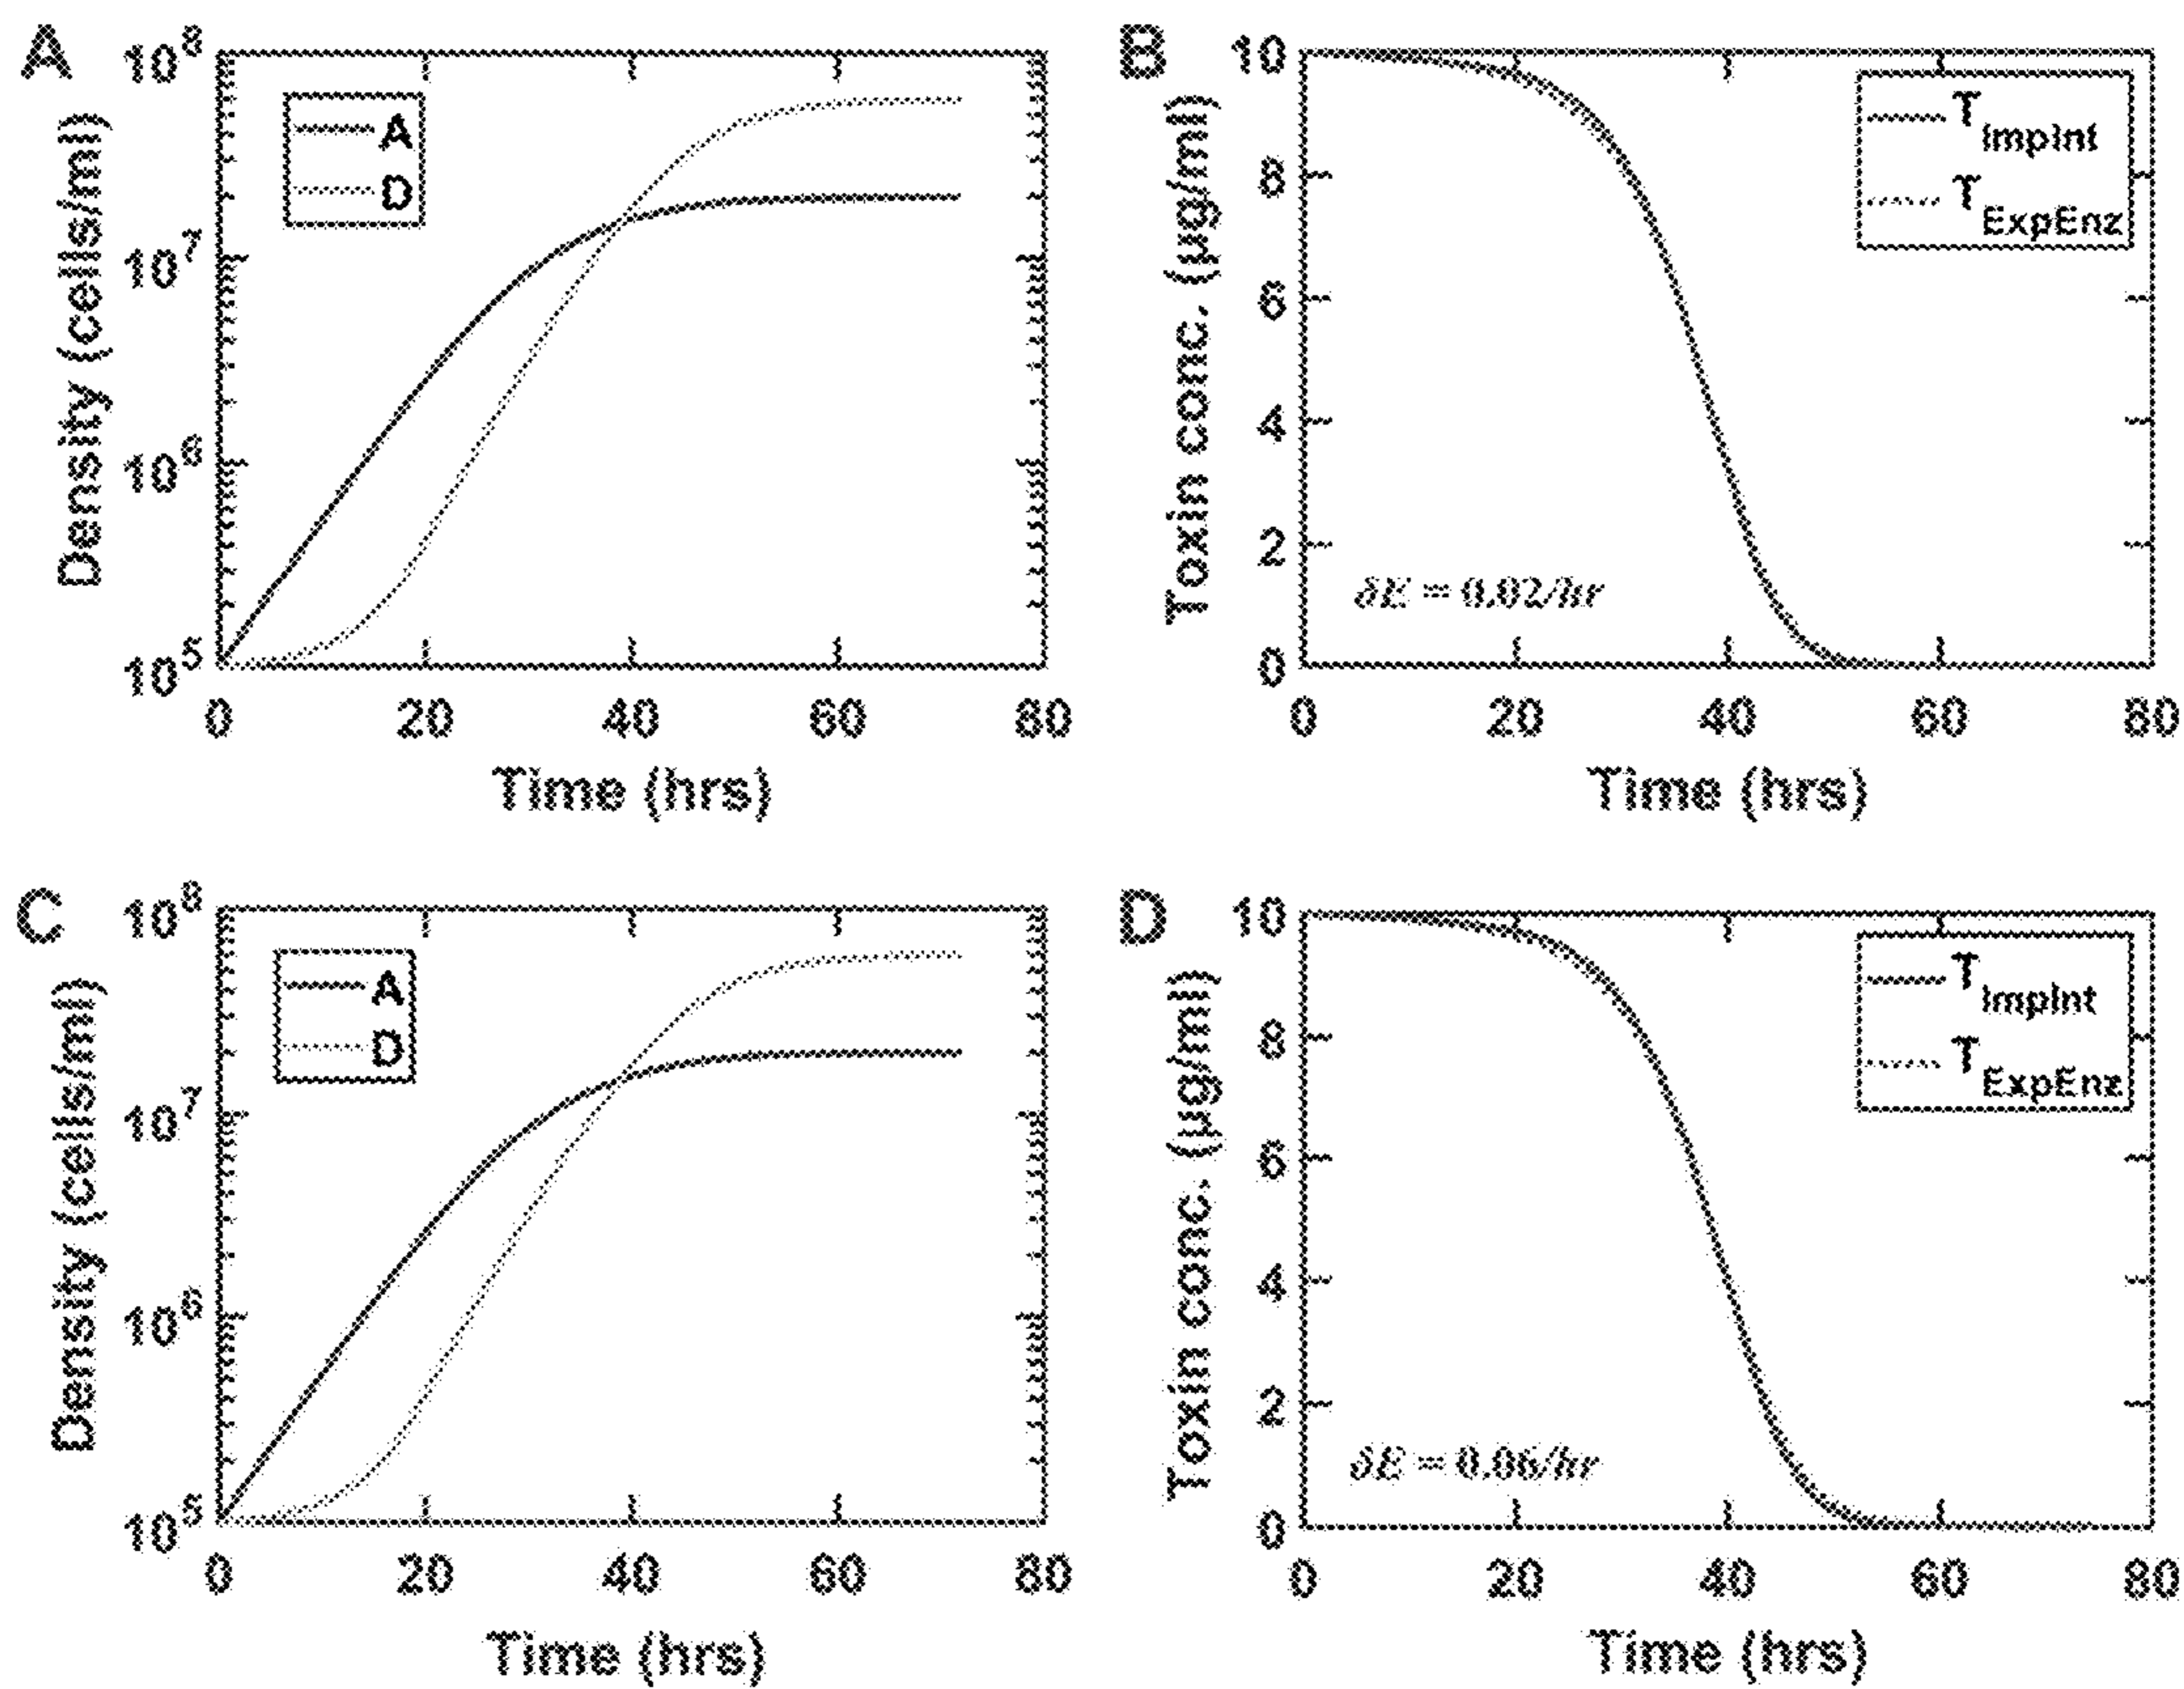 A
10^8
10^7
10^6
10^5
Density (cells/ml)
A
D
0 20 40 60 80
Time (hrs)
B
10
8
6
4
2
0
Toxin conc. (µg/ml)
T_ImpInt
T_ExpEnz
δE = 0.02/hr
0 20 40 60 80
Time (hrs)
C
10^8
10^7
10^6
10^5
Density (cells/ml)
A
D
0 20 40 60 80
Time (hrs)
D
10
8
6
4
2
0
Toxin conc. (µg/ml)
T_ImpInt
T_ExpEnz
δE = 0.06/hr
0 20 40 60 80
Time (hrs)